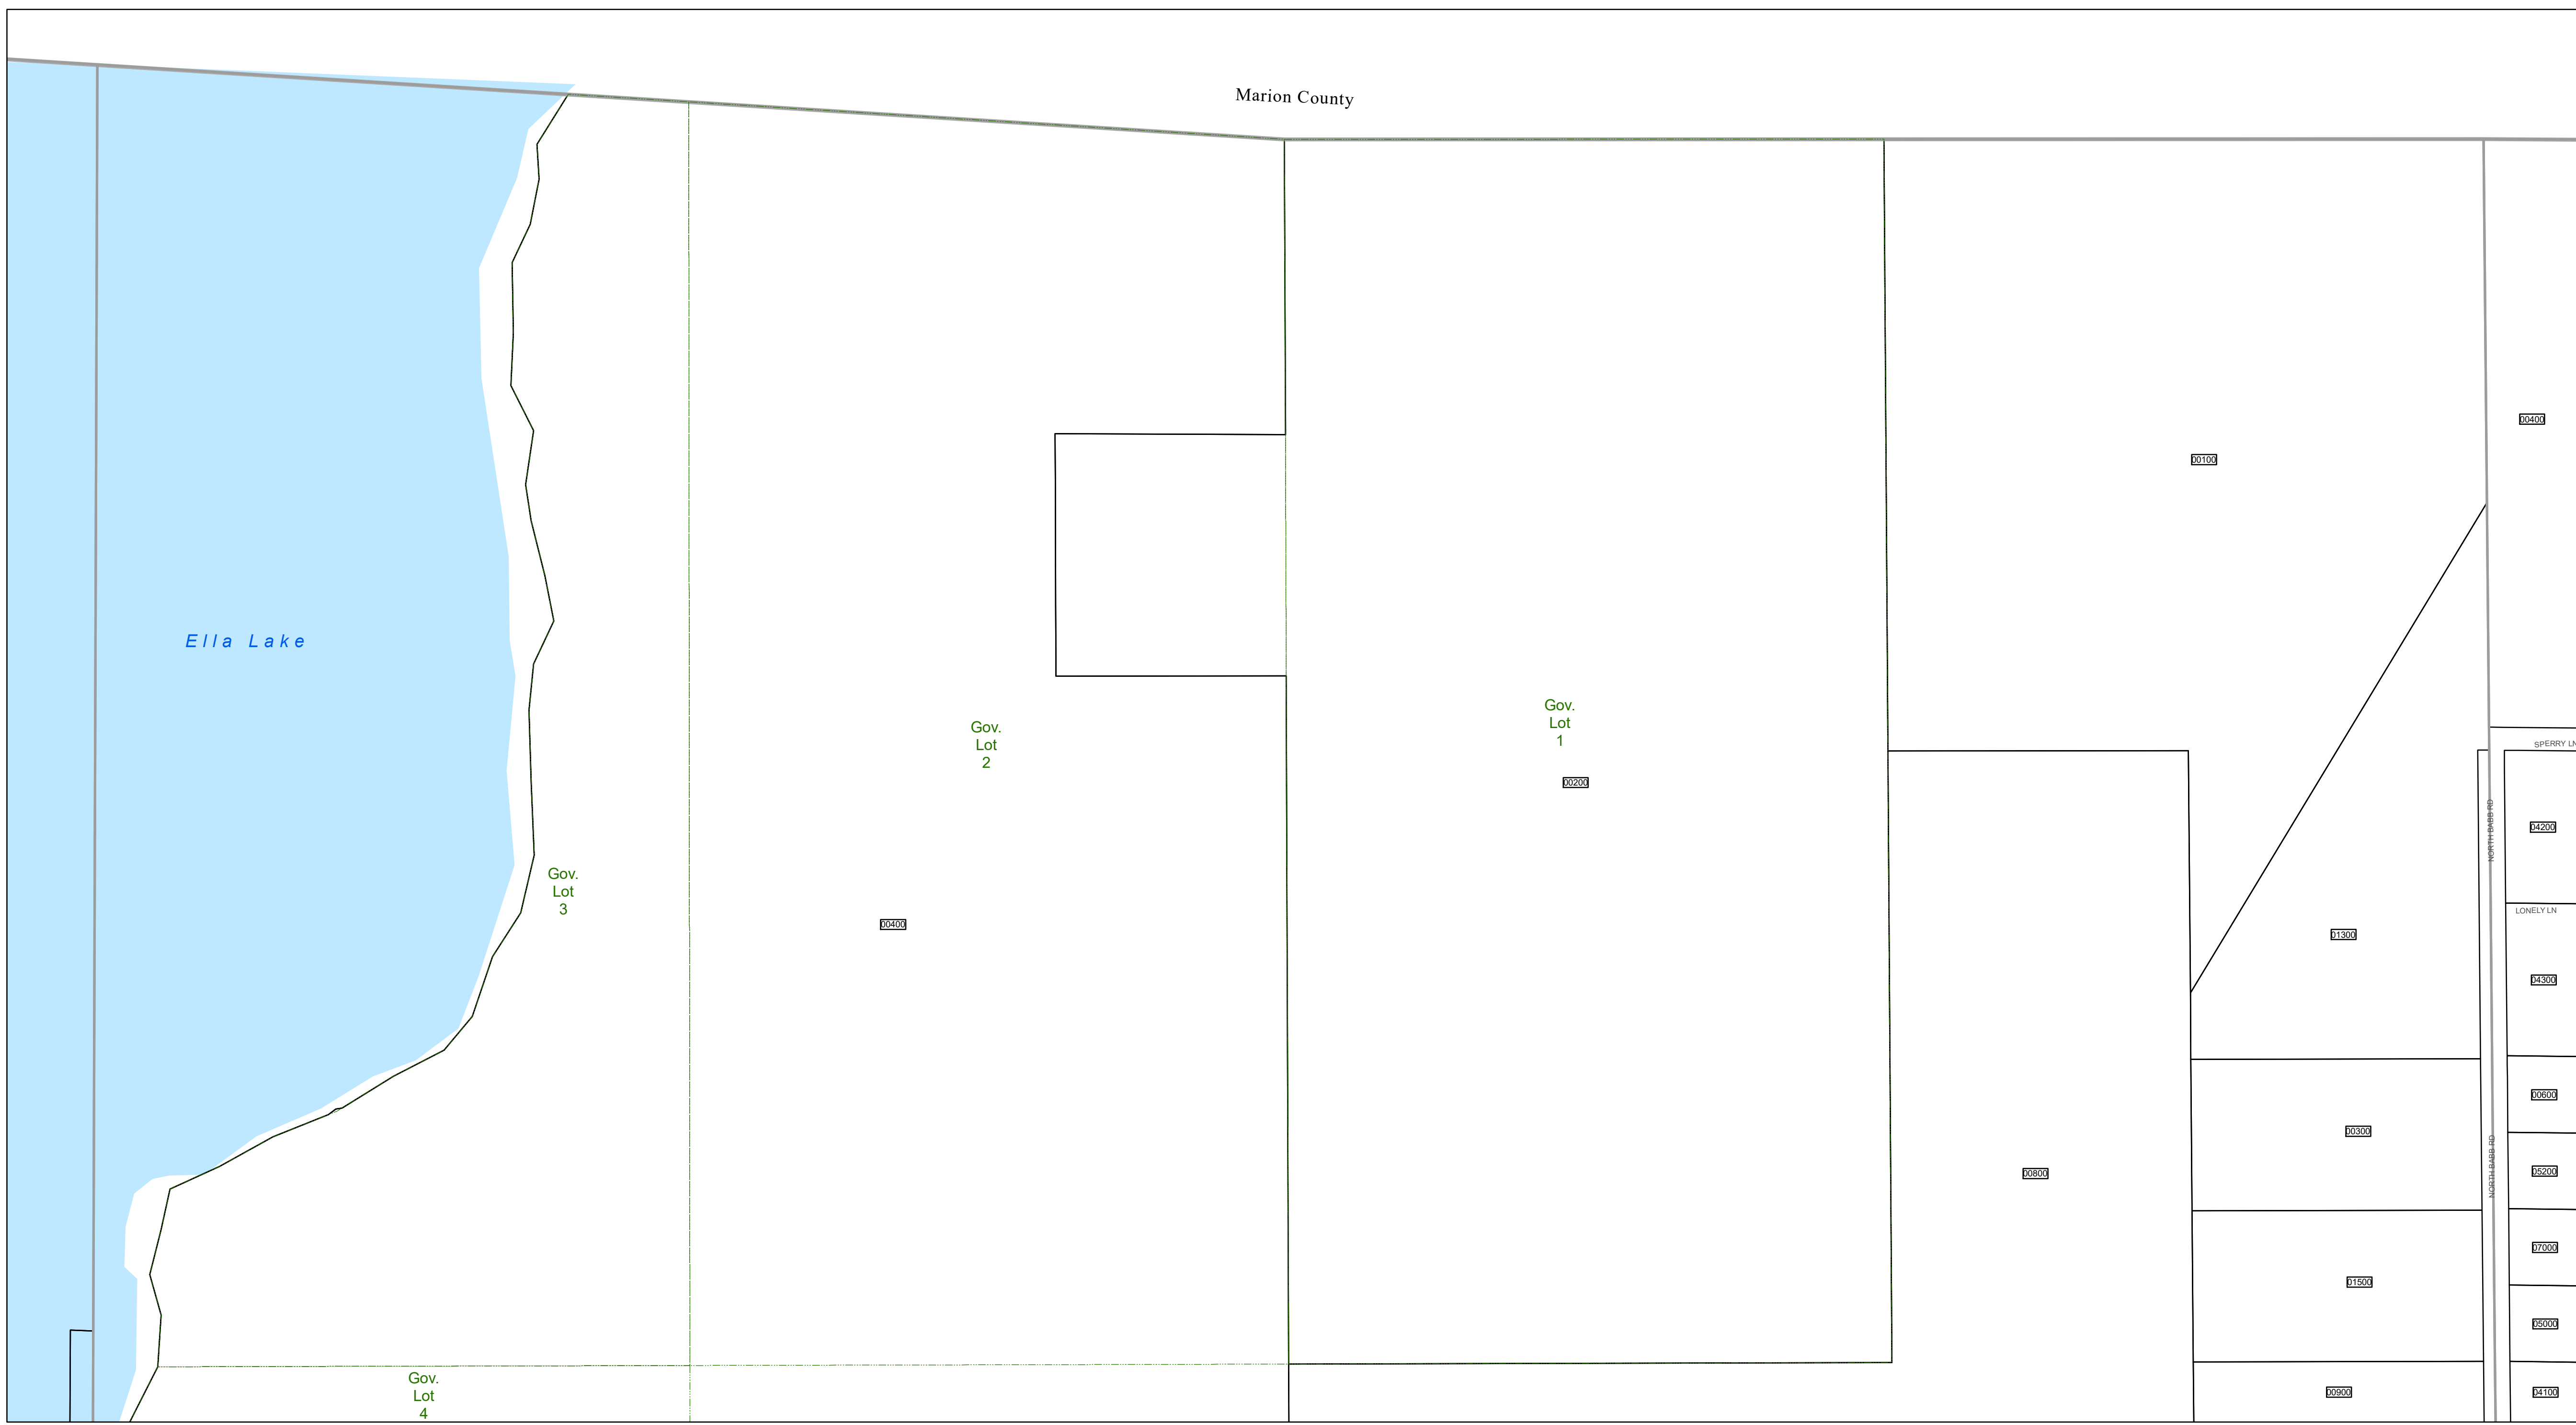 Marion County
00400
00100
Ella Lake
Gov.
Lot
1
Gov.
Lot
2
SPERRY LN
00200
NORTH BABB RD
04200
Gov.
Lot
3
LONELY LN
00400
01300
04300
00600
00300
NORTH BABB RD
05200
00800
07000
01500
05000
Gov.
Lot
4
00900
04100